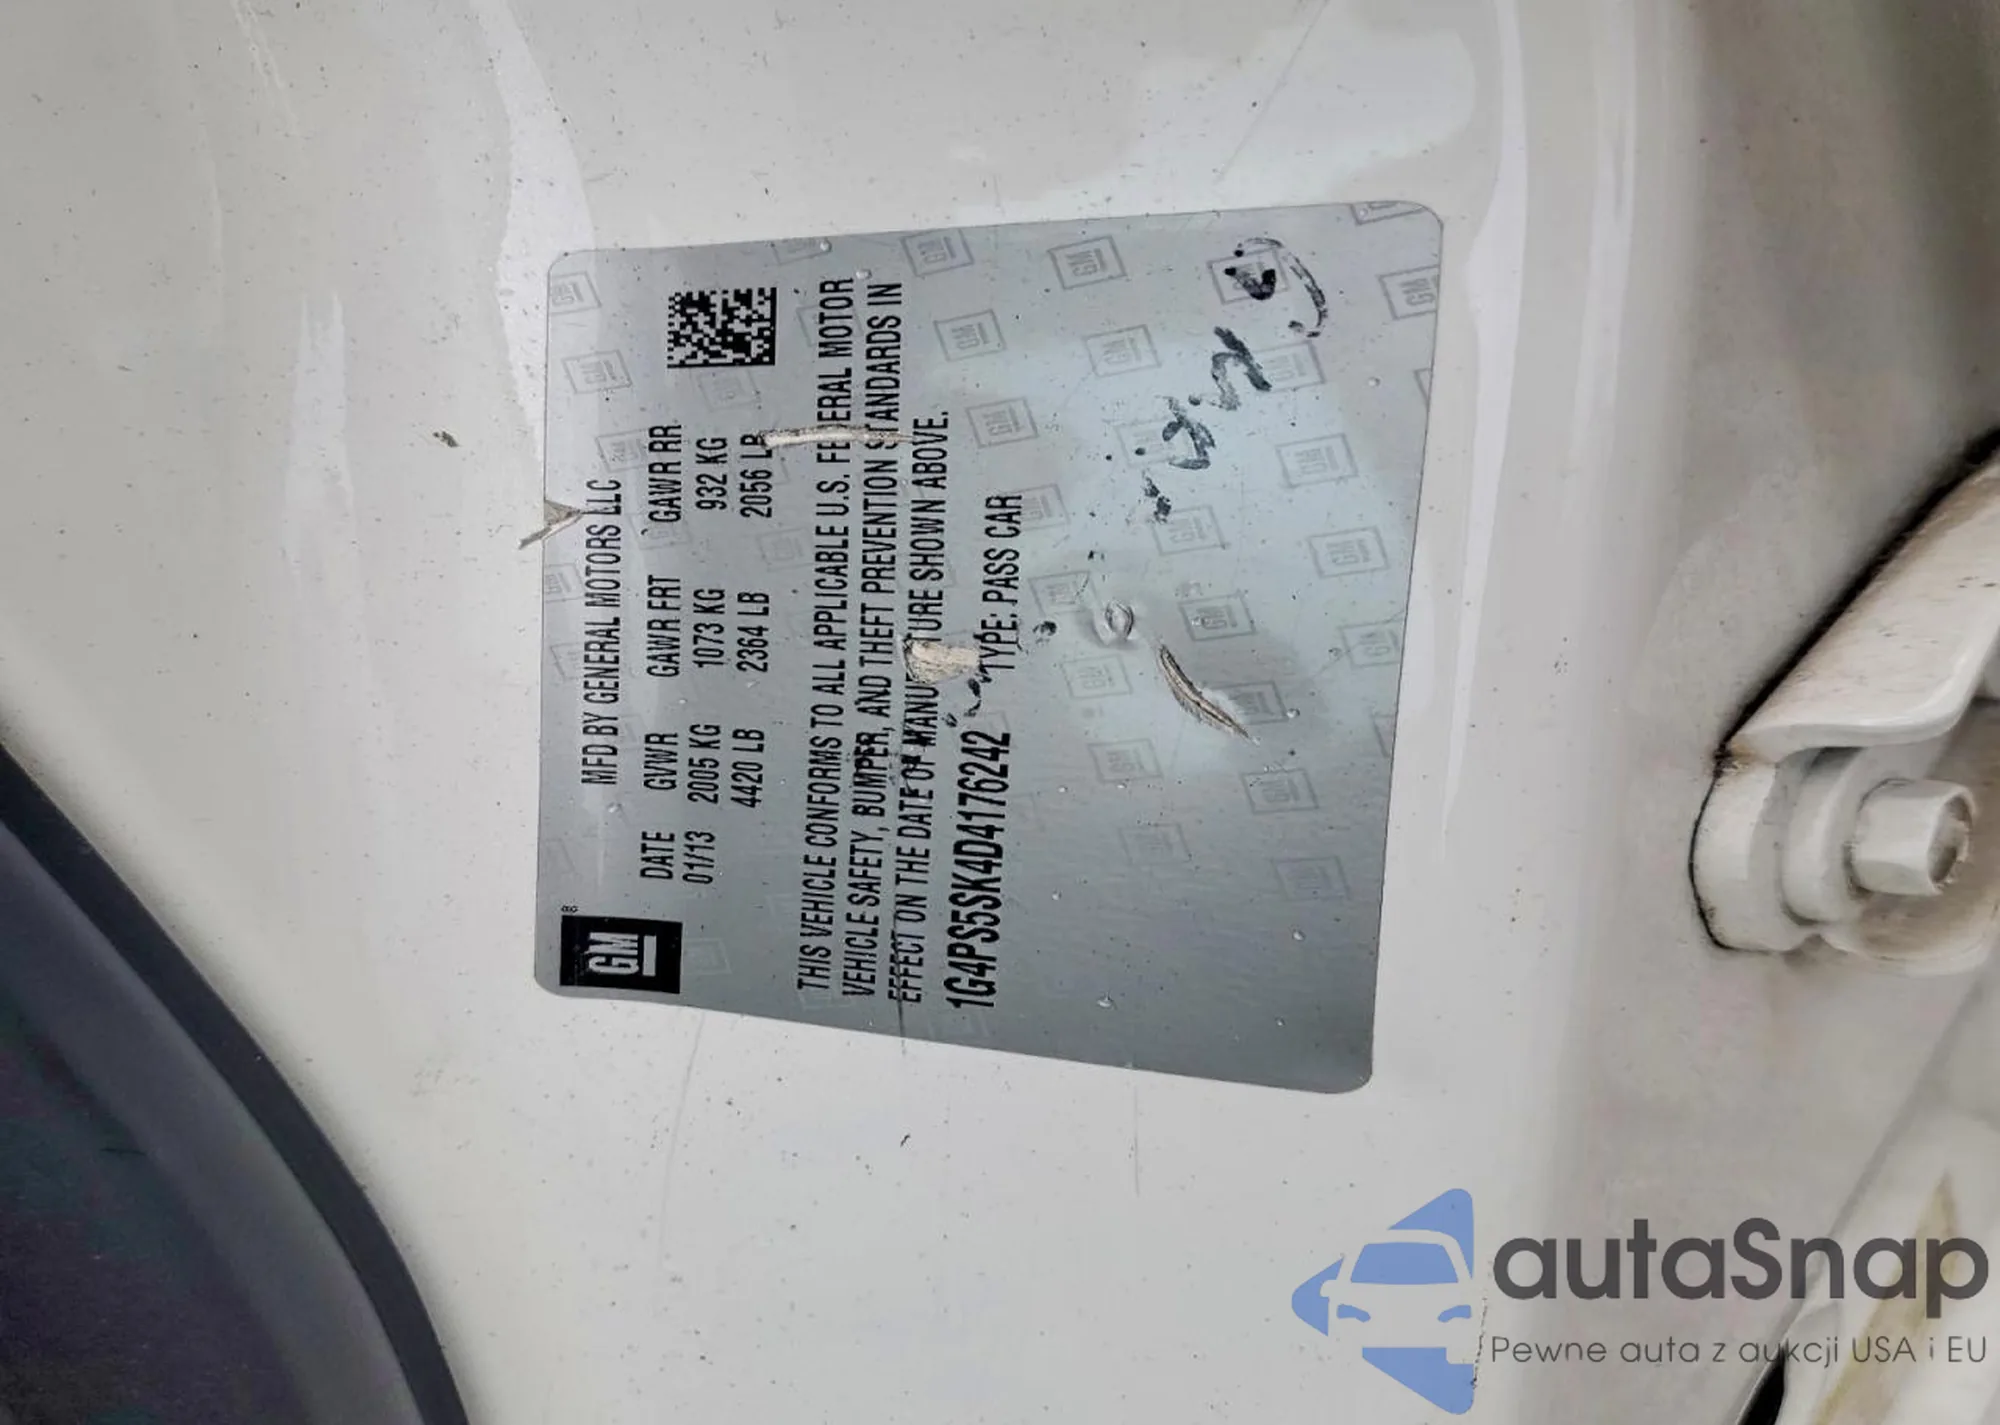 GM
8
MFD BY GENERAL MOTORS LLC
DATE GVWR GAWR FRT GAWR RR
01/13 2005 KG 1073 KG 932 KG
4420 LB 2364 LB 2056 LB
THIS VEHICLE CONFORMS TO ALL APPLICABLE U.S. FEDERAL MOTOR
VEHICLE SAFETY, BUMPER, AND THEFT PREVENTION STANDARDS IN
EFFECT ON THE DATE OF MANUFACTURE SHOWN ABOVE.
1G4PS5SK4D4176242 TYPE: PASS CAR
autaSnap
Pewne auta z aukcji USA i EU